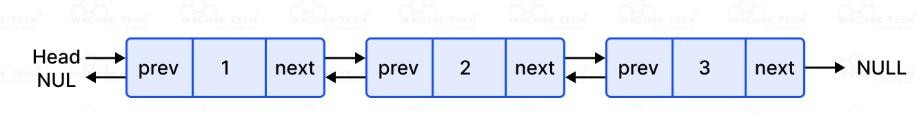 Head
NUL
prev 1 next
prev 2 next
prev 3 next
NULL